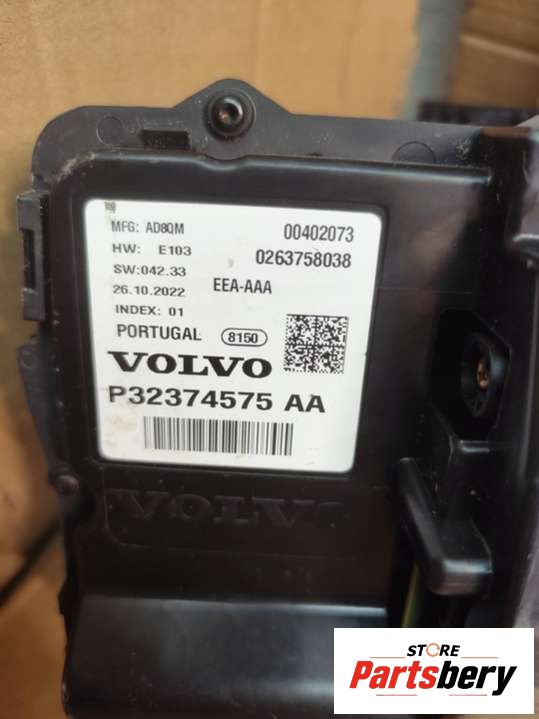 MFG: AD8QM 00402073
HW: E103 0263758038
SW:042.33
26.10.2022 EEA-AAA
INDEX: 01
PORTUGAL 8150
VOLVO
P32374575 AA
VOLVO
STORE
Partsbery